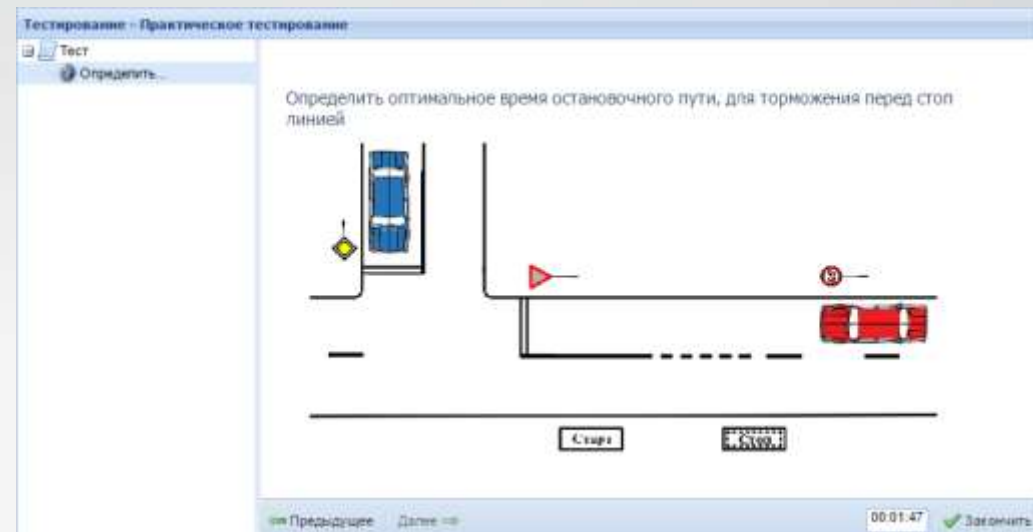 Тестирование - Практическое тестирование
Тест
Определить...
Определить оптимальное время остановочного пути, для торможения перед стоп
линией
Старт
Стоп
Предыдущее Далее
00:01:47
Закончить